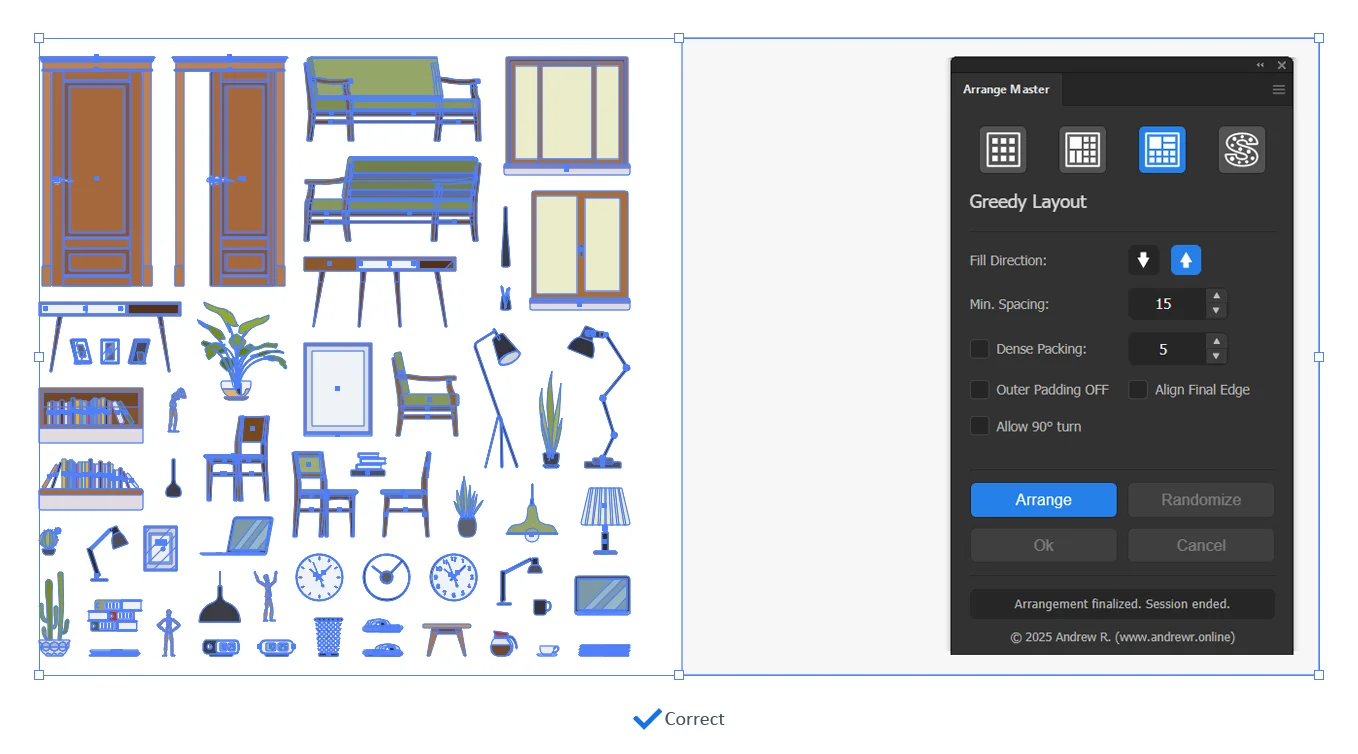 Arrange Master
Greedy Layout
Fill Direction:
Min. Spacing: 15
Dense Packing: 5
Outer Padding OFF Align Final Edge
Allow 90° turn
Arrange Randomize
Ok Cancel
Arrangement finalized. Session ended.
© 2025 Andrew R. (www.andrewr.online)
Correct